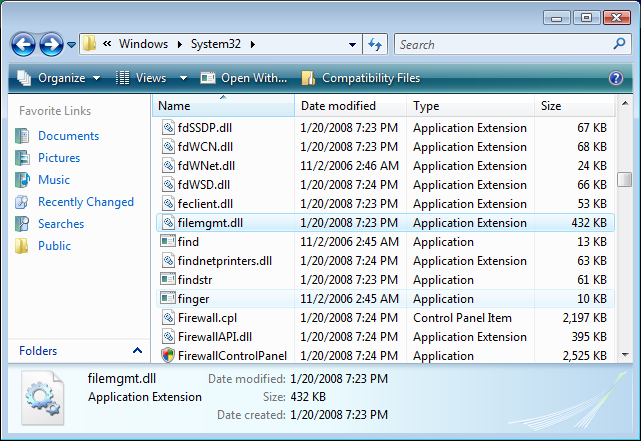 « Windows ▸ System32 ▸ Search
Organize Views Open With... Compatibility Files
Favorite Links
Documents
Pictures
Music
Recently Changed
Searches
Public
Folders
Name Date modified Type Size
fdSSDP.dll 1/20/2008 7:23 PM Application Extension 67 KB
fdWCN.dll 1/20/2008 7:23 PM Application Extension 68 KB
fdWNet.dll 11/2/2006 2:46 AM Application Extension 24 KB
fdWSD.dll 1/20/2008 7:24 PM Application Extension 66 KB
feclient.dll 1/20/2008 7:23 PM Application Extension 53 KB
filemgmt.dll 1/20/2008 7:23 PM Application Extension 432 KB
find 11/2/2006 2:45 AM Application 13 KB
findnetprinters.dll 1/20/2008 7:24 PM Application Extension 63 KB
findstr 1/20/2008 7:23 PM Application 61 KB
finger 11/2/2006 2:45 AM Application 10 KB
Firewall.cpl 1/20/2008 7:24 PM Control Panel Item 2,197 KB
FirewallAPI.dll 1/20/2008 7:24 PM Application Extension 395 KB
FirewallControlPanel 1/20/2008 7:24 PM Application 2,525 KB
filemgmt.dll Date modified: 1/20/2008 7:23 PM
Application Extension Size: 432 KB
Date created: 1/20/2008 7:23 PM